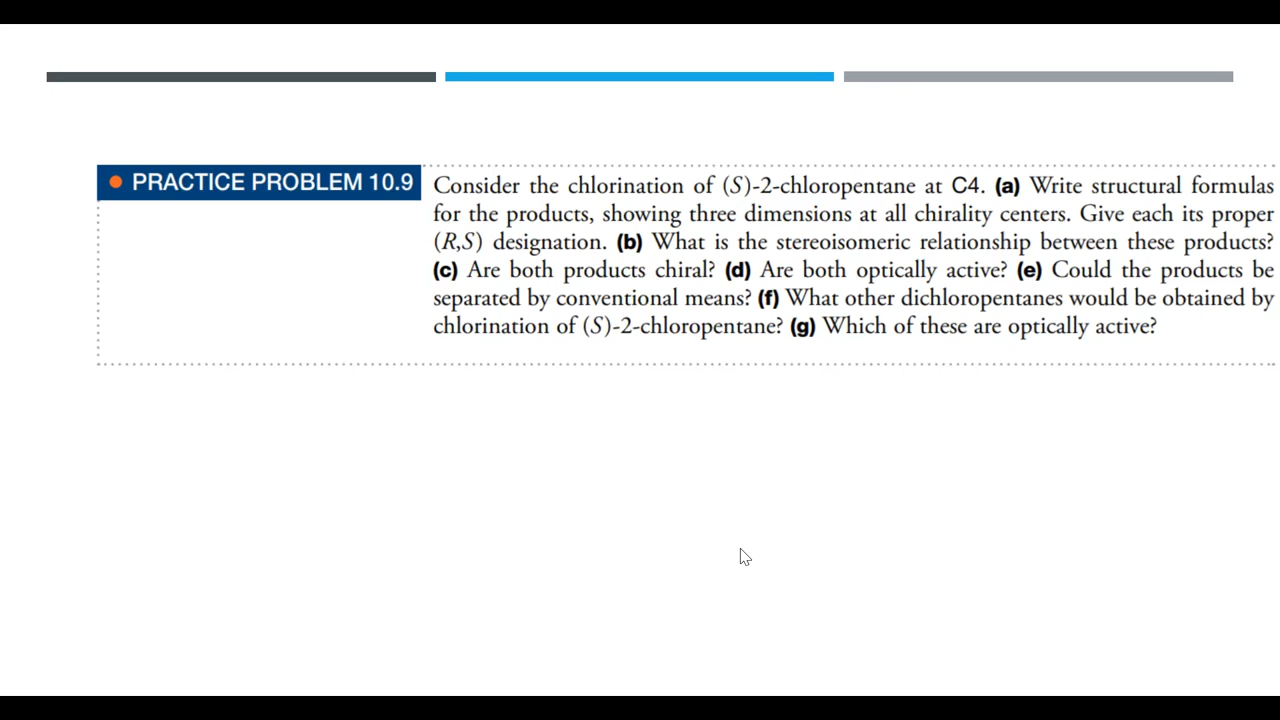 PRACTICE PROBLEM 10.9
Consider the chlorination of (S)-2-chloropentane at C4. (a) Write structural formulas
for the products, showing three dimensions at all chirality centers. Give each its proper
(R,S) designation. (b) What is the stereoisomeric relationship between these products?
(c) Are both products chiral? (d) Are both optically active? (e) Could the products be
separated by conventional means? (f) What other dichloropentanes would be obtained by
chlorination of (S)-2-chloropentane? (g) Which of these are optically active?